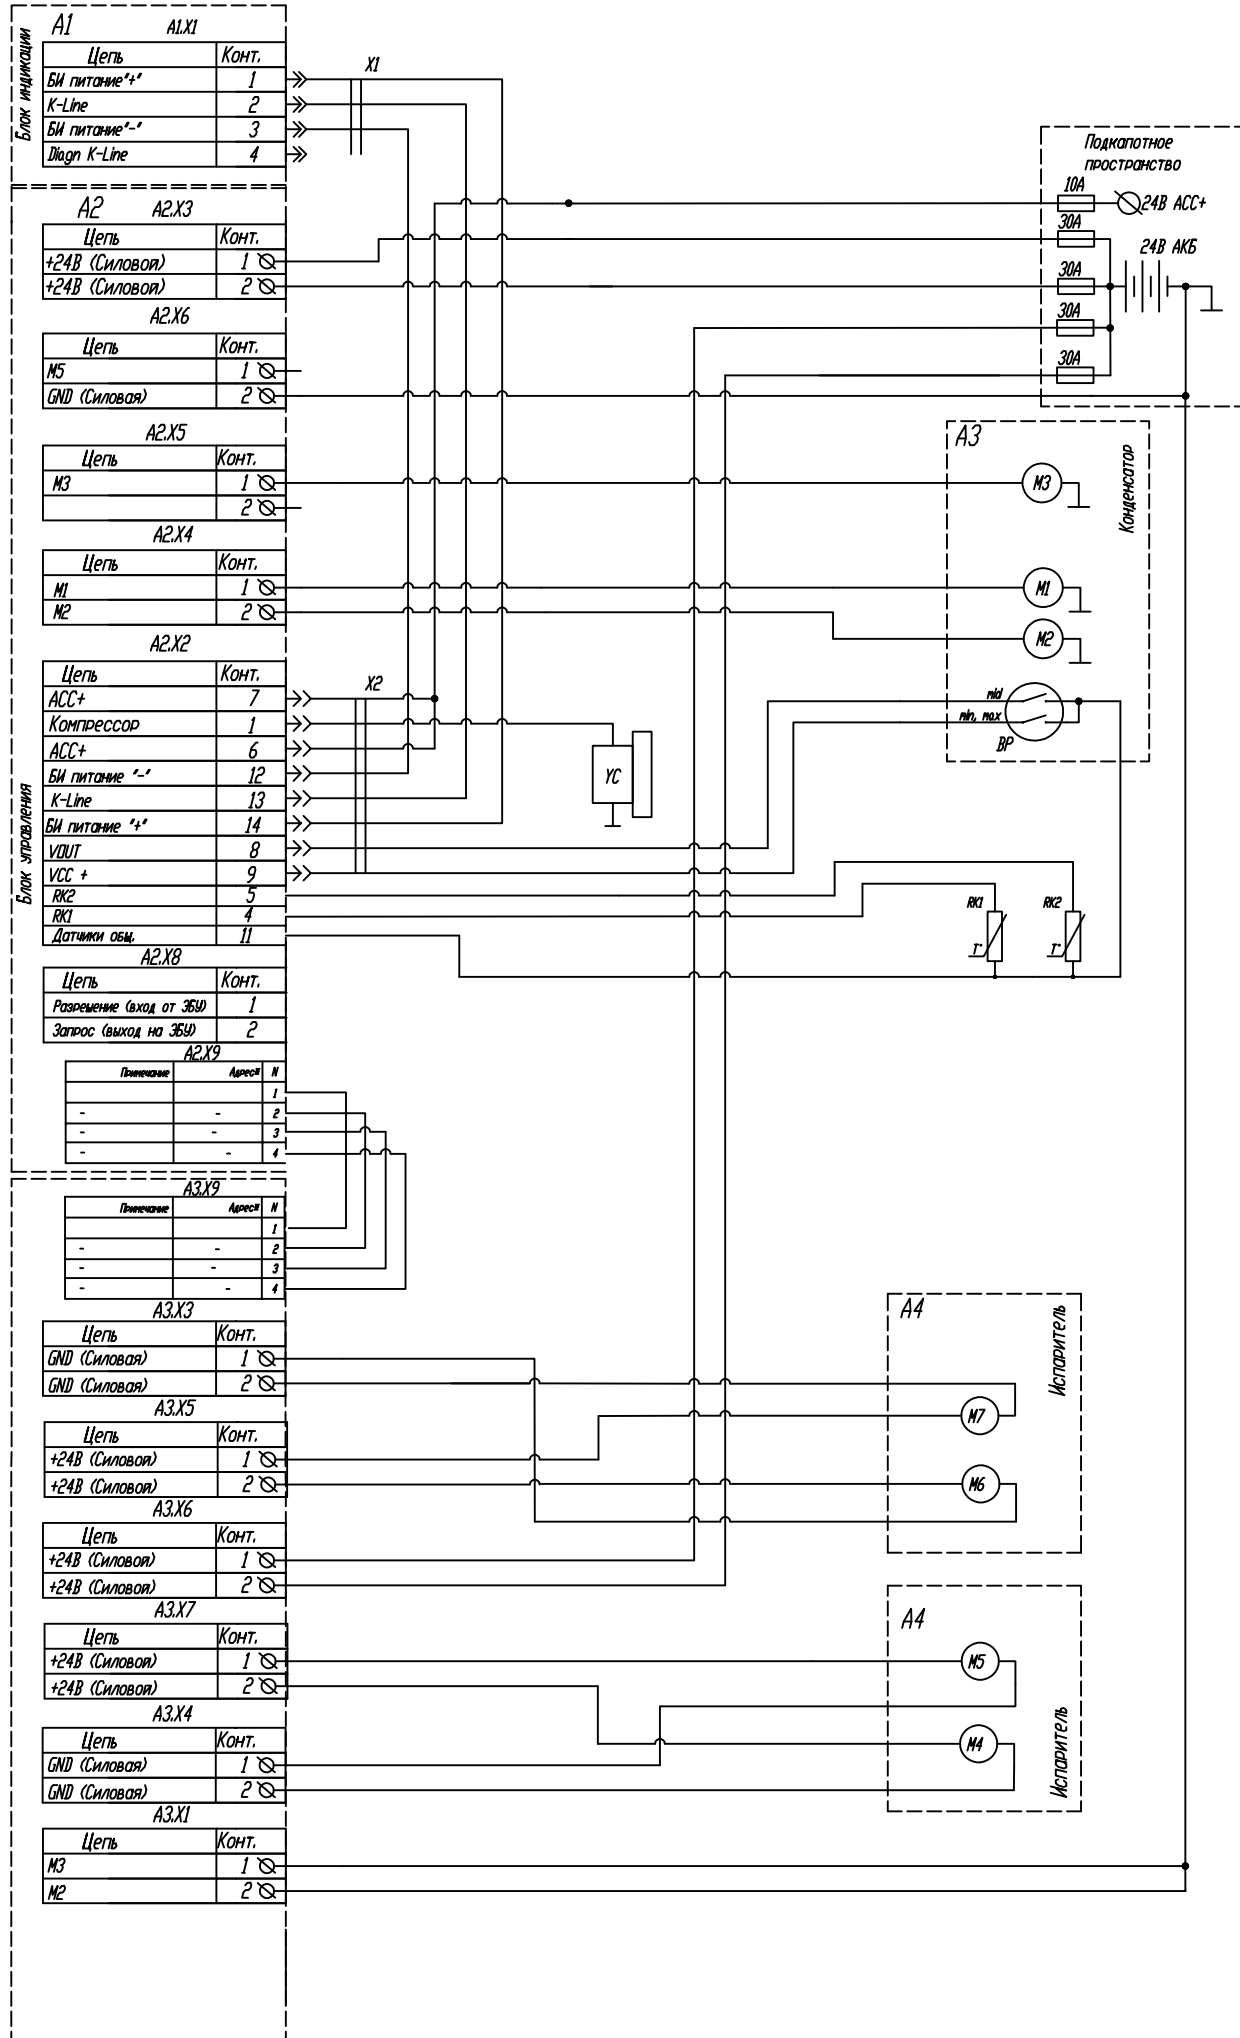 Блок индикации
A1 A1.X1
Цепь Конт.
БИ питание"+" 1
K-Line 2
БИ питание"-" 3
Diagn K-Line 4
X1
Подкапотное
пространство
10А
24В ACC+
30А
24В АКБ
30А
30А
30А
Блок управления
A2 A2.X3
Цепь Конт.
+24В (Силовой) 1
+24В (Силовой) 2
A2.X6
Цепь Конт.
M5 1
GND (Силовая) 2
A2.X5
Цепь Конт.
M3 1
2
A2.X4
Цепь Конт.
M1 1
M2 2
A2.X2
Цепь Конт.
ACC+ 7
Компрессор 1
ACC+ 6
БИ питание "-" 12
K-Line 13
БИ питание "+" 14
VOUT 8
VCC + 9
RK2 5
RK1 4
Датчики общ. 11
X2
YC
A3
Конденсатор
M3
M1
M2
mid
min, max
BP
RK1
T°
RK2
T°
A2.X8
Цепь Конт.
Разрешение (вход от ЭБУ) 1
Запрос (выход на ЭБУ) 2
A2.X9
Примечание Адрес# N
1
- - 2
- - 3
- - 4
A3.X9
Примечание Адрес# N
1
- - 2
- - 3
- - 4
A3.X3
Цепь Конт.
GND (Силовая) 1
GND (Силовая) 2
A3.X5
Цепь Конт.
+24В (Силовой) 1
+24В (Силовой) 2
A3.X6
Цепь Конт.
+24В (Силовой) 1
+24В (Силовой) 2
A3.X7
Цепь Конт.
+24В (Силовой) 1
+24В (Силовой) 2
A3.X4
Цепь Конт.
GND (Силовая) 1
GND (Силовая) 2
A3.X1
Цепь Конт.
M3 1
M2 2
A4
Испаритель
M7
M6
A4
Испаритель
M5
M4